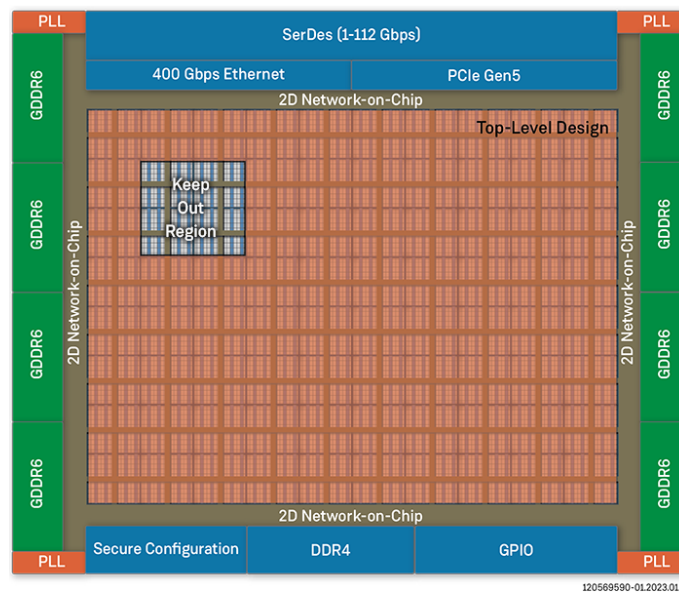 PLL
SerDes (1-112 Gbps)
PLL
400 Gbps Ethernet
PCIe Gen5
2D Network-on-Chip
Top-Level Design
Keep
Out
Region
GDDR6
GDDR6
GDDR6
GDDR6
2D Network-on-Chip
2D Network-on-Chip
GDDR6
GDDR6
GDDR6
GDDR6
2D Network-on-Chip
Secure Configuration
DDR4
GPIO
PLL
PLL
120569590-01.2023.01